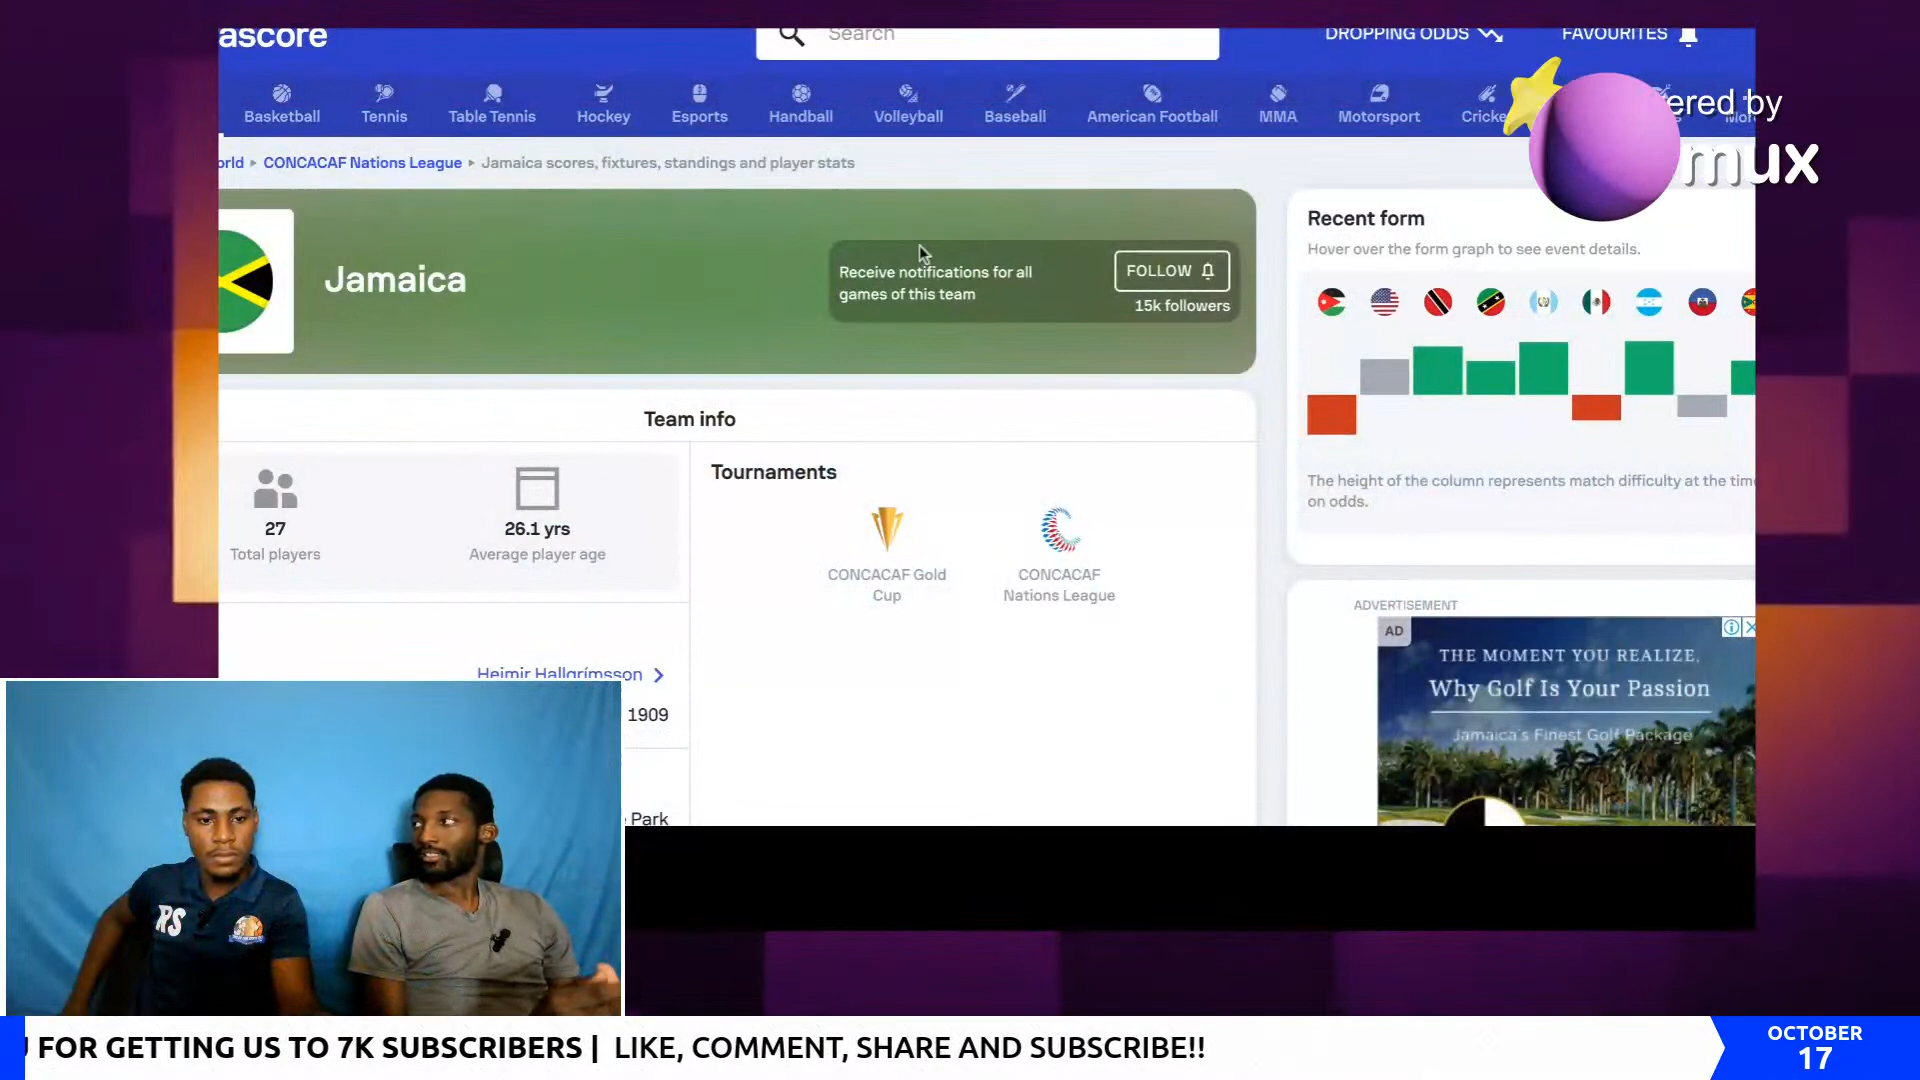 ascore
Search
DROPPING ODDS
FAVOURITES
Basketball
Tennis
Table Tennis
Hockey
Esports
Handball
Volleyball
Baseball
American Football
MMA
Motorsport
Cricke
ered by
mux
orld ▸ CONCACAF Nations League ▸ Jamaica scores, fixtures, standings and player stats
Jamaica
Receive notifications for all
games of this team
FOLLOW
15k followers
Recent form
Hover over the form graph to see event details.
The height of the column represents match difficulty at the time
on odds.
Team info
27
Total players
26.1 yrs
Average player age
Tournaments
CONCACAF Gold
Cup
CONCACAF
Nations League
Heimir Hallgrímsson
1909
Park
ADVERTISEMENT
AD
THE MOMENT YOU REALIZE,
Why Golf Is Your Passion
Jamaica's Finest Golf Package
RS
FOR GETTING US TO 7K SUBSCRIBERS | LIKE, COMMENT, SHARE AND SUBSCRIBE!!
OCTOBER
17